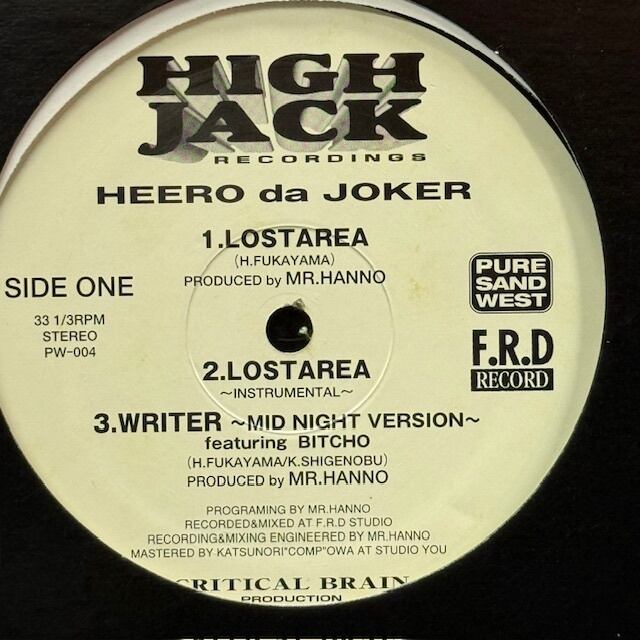 HIGH
JACK
RECORDINGS
HEERO da JOKER
1.LOSTAREA
(H.FUKAYAMA)
PRODUCED by MR.HANNO
SIDE ONE
33 1/3RPM
STEREO
PW-004
PURE
SAND
WEST
F.R.D
RECORD
2.LOSTAREA
~INSTRUMENTAL~
3.WRITER ~MID NIGHT VERSION~
featuring BITCHO
(H.FUKAYAMA/K.SHIGENOBU)
PRODUCED by MR.HANNO
PROGRAMING BY MR.HANNO
RECORDED&MIXED AT F.R.D STUDIO
RECORDING&MIXING ENGINEERED BY MR.HANNO
MASTERED BY KATSUNORI"COMP"OWA AT STUDIO YOU
CRITICAL BRAIN
PRODUCTION